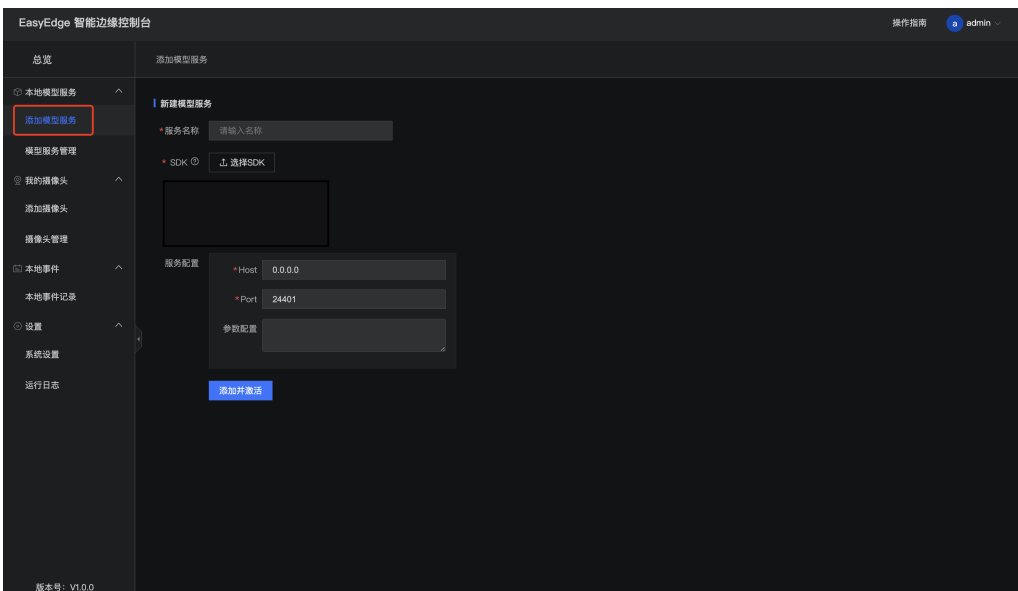 EasyEdge 智能边缘控制台
操作指南
a admin
总览
添加模型服务
本地模型服务
添加模型服务
模型服务管理
我的摄像头
添加摄像头
摄像头管理
本地事件
本地事件记录
设置
系统设置
运行日志
版本号：V1.0.0
新建模型服务
*服务名称 请输入名称
* SDK ? 选择SDK
服务配置
*Host 0.0.0.0
*Port 24401
参数配置
添加并激活